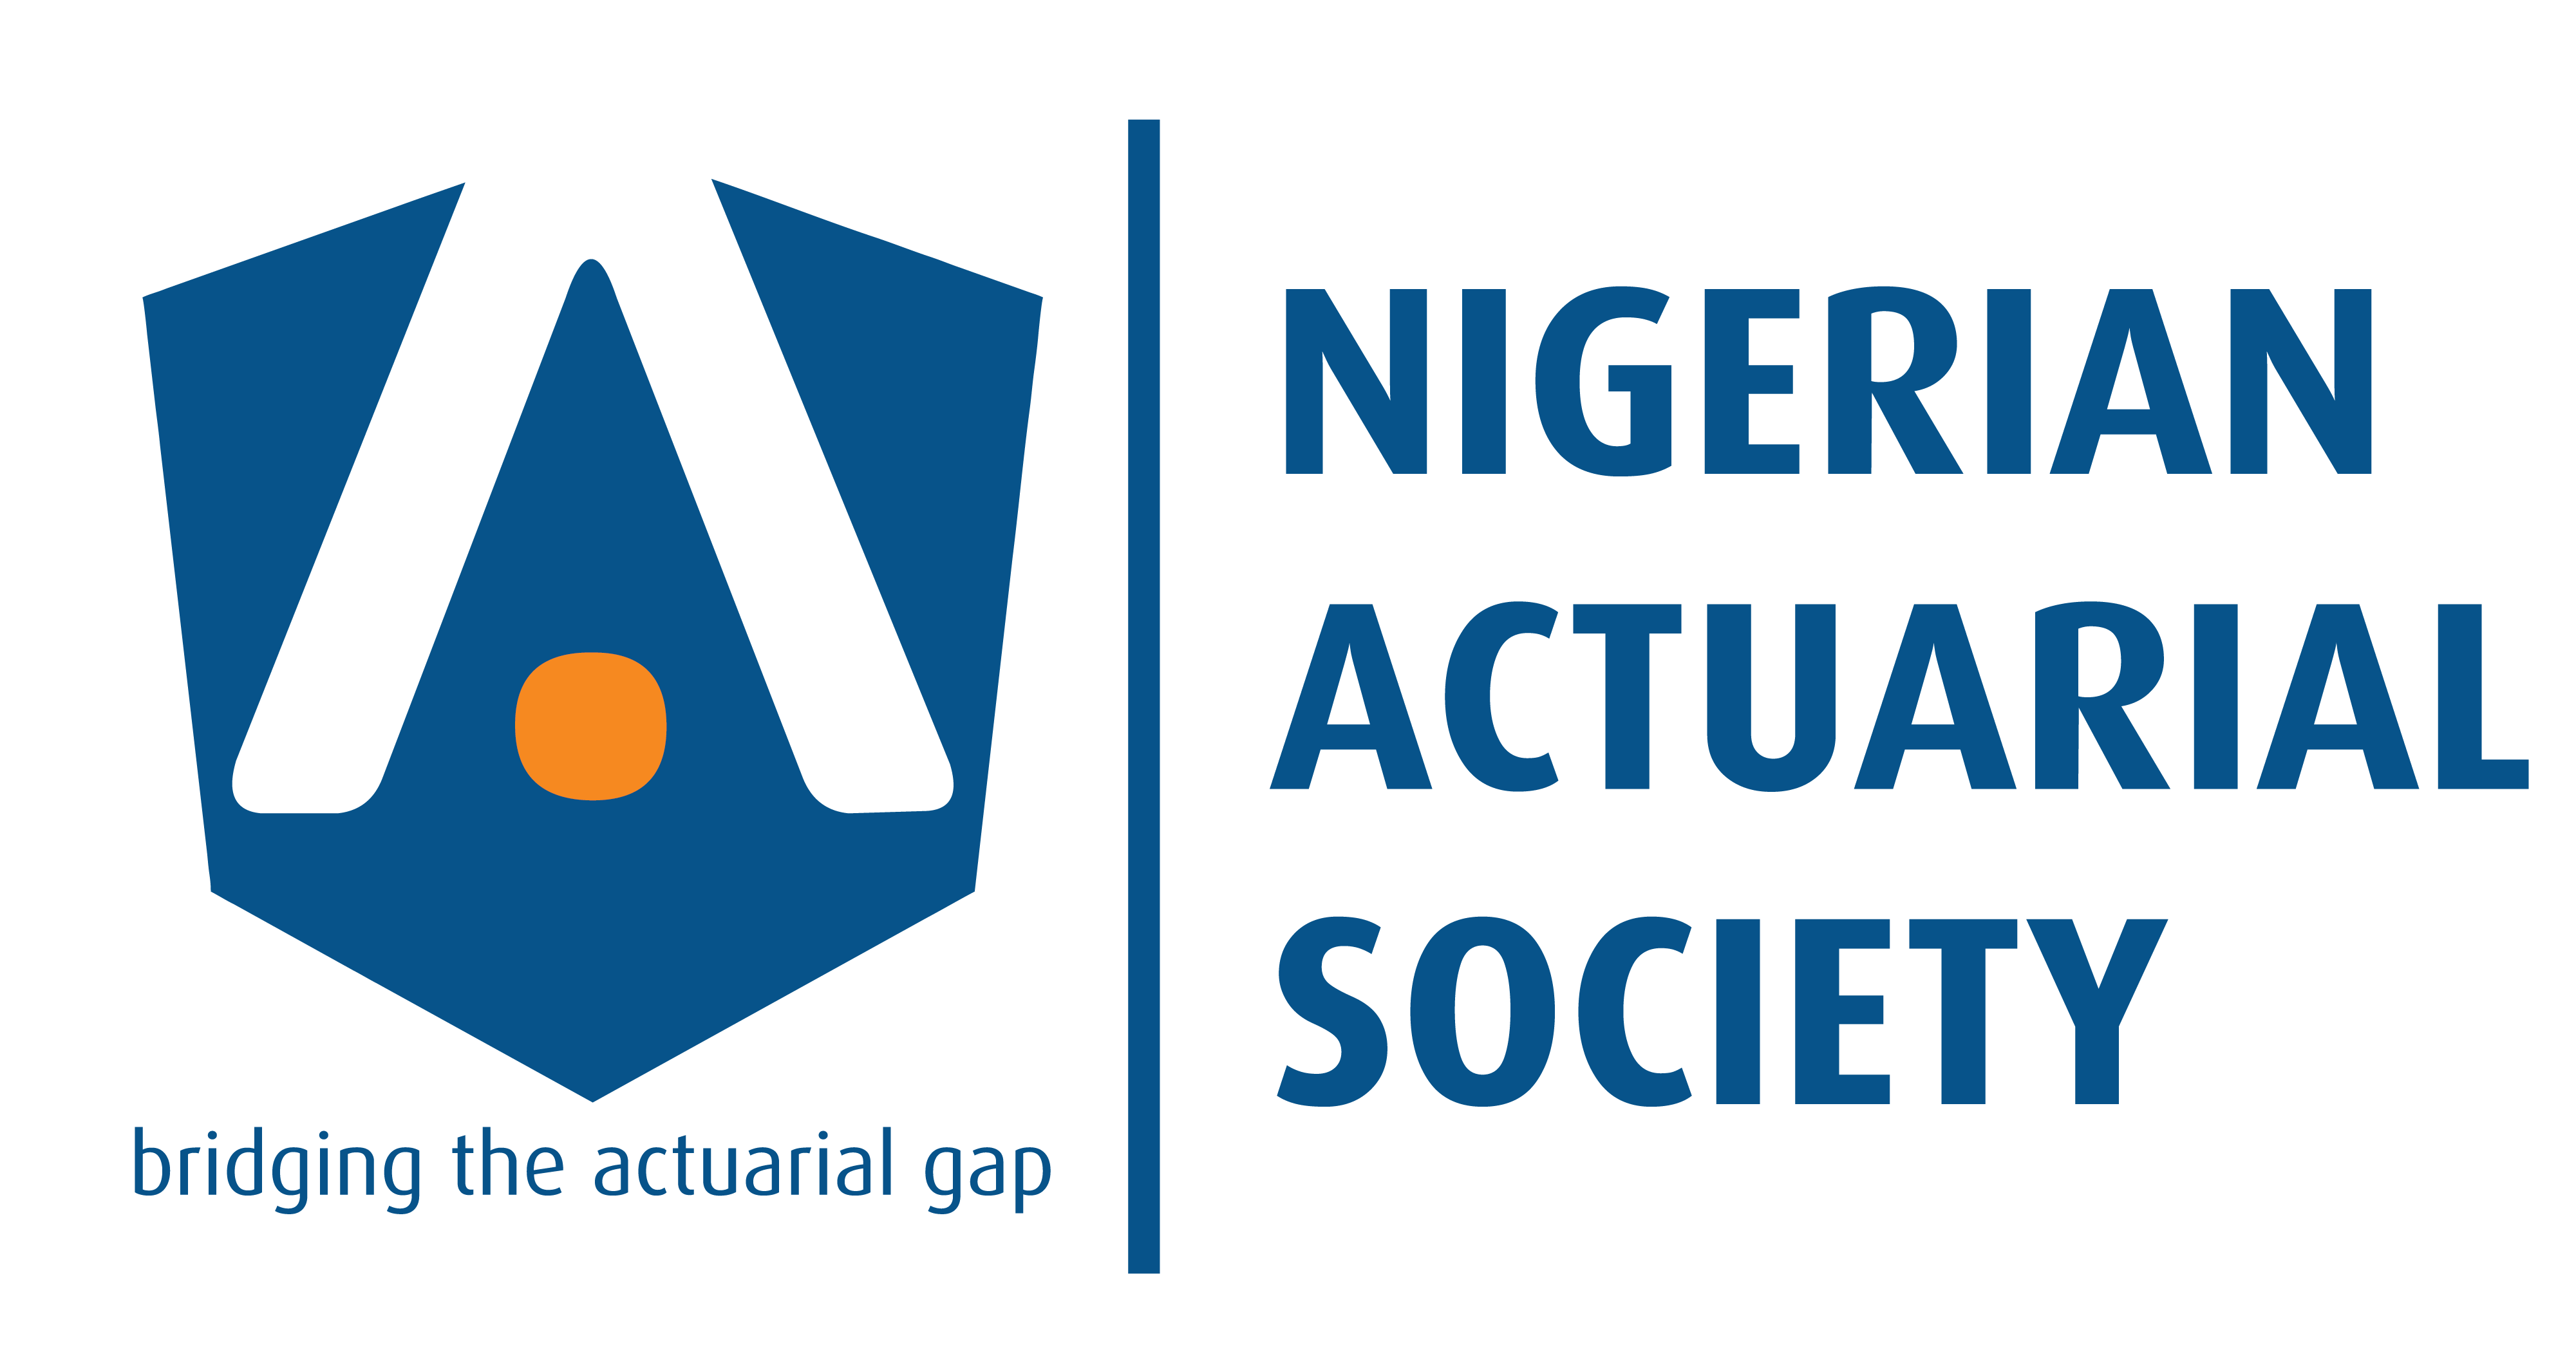 NIGERIAN
ACTUARIAL
SOCIETY
bridging the actuarial gap